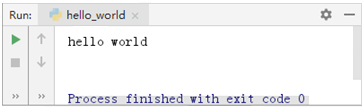 Run: hello_world
hello world
Process finished with exit code 0